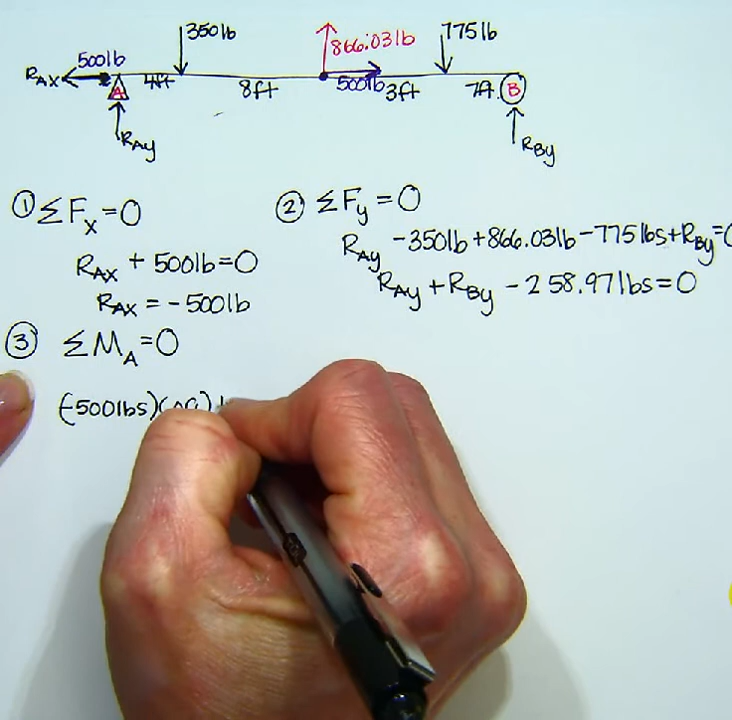 350lb 775lb
866.03lb
500lb
RAX A 4ft 8ft 500lb 3ft 7ft. B
RAY RBY
① ΣFx=0
RAX + 500lb=0
RAX = -500lb
② ΣFy=0
RAY -350lb+866.03lb-775lbs+RBY=0
RAY+RBY -258.97lbs=0
③ ΣMA=0
(-500lbs)(